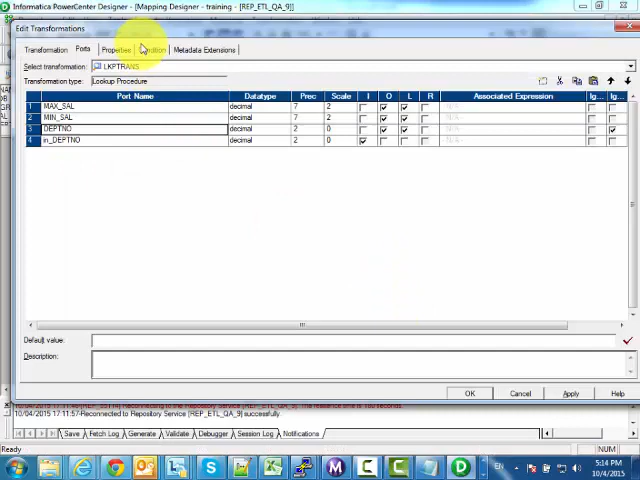 Informatica PowerCenter Designer - [Mapping Designer - training - [REP_ETL_QA_9]]
Edit Transformations
Transformation Ports Properties Condition Metadata Extensions
Select transformation: LKPTRANS
Transformation type: Lookup Procedure
Port Name Datatype Prec Scale I O L R Associated Expression Ig... Ig...
1 MAX_SAL decimal 7 2 - N/A -
2 MIN_SAL decimal 7 2 - N/A -
3 DEPTNO decimal 2 0 - N/A -
4 in_DEPTNO decimal 2 0 - N/A -
Default value:
Description:
OK Cancel Apply Help
10/04/2015 17:11:57-Reconnected to Repository Service [REP_ETL_QA_9] successfully.
Save Fetch Log Generate Validate Debugger Session Log Notifications
Ready NUM
EN 5:14 PM
10/4/2015